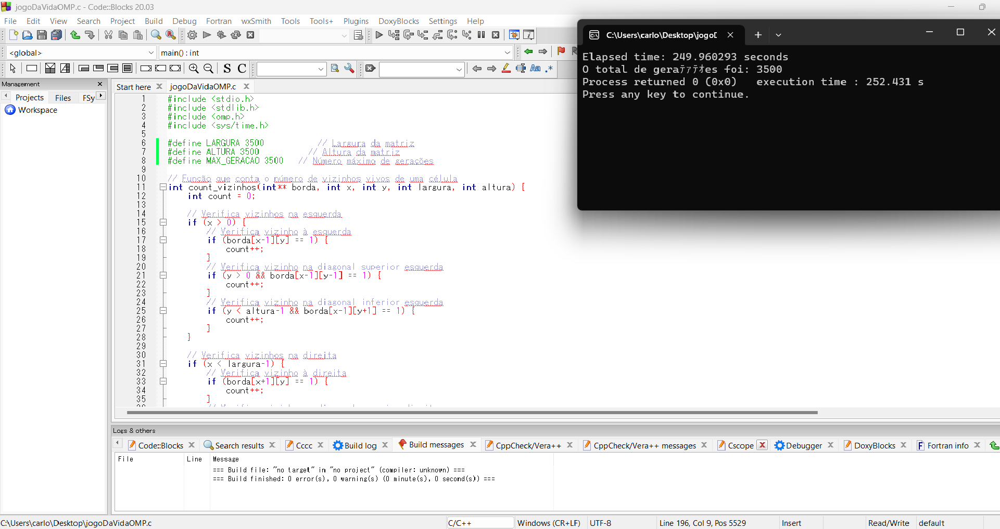 jogoDaVidaOMP.c - Code::Blocks 20.03
File Edit View Search Project Build Debug Fortran wxSmith Tools Tools+ Plugins DoxyBlocks Settings Help
<global> main() : int
S C Aa .*
Management
Projects Files FSy
Workspace
Start here jogoDaVidaOMP.c
1 #include <stdio.h>
2 #include <stdlib.h>
3 #include <omp.h>
4 #include <sys/time.h>
5
6 #define LARGURA 3500 // Largura da matriz
7 #define ALTURA 3500 // Altura da matriz
8 #define MAX_GERACAO 3500 // Número máximo de gerações
9
10 // Função que conta o número de vizinhos vivos de uma célula
11 int count_vizinhos(int** borda, int x, int y, int largura, int altura) {
12 int count = 0;
13
14 // Verifica vizinhos na esquerda
15 if (x > 0) {
16 // Verifica vizinho à esquerda
17 if (borda[x-1][y] == 1) {
18 count++;
19 }
20 // Verifica vizinho na diagonal superior esquerda
21 if (y > 0 && borda[x-1][y-1] == 1) {
22 count++;
23 }
24 // Verifica vizinho na diagonal inferior esquerda
25 if (y < altura-1 && borda[x-1][y+1] == 1) {
26 count++;
27 }
28 }
29
30 // Verifica vizinhos na direita
31 if (x < largura-1) {
32 // Verifica vizinho à direita
33 if (borda[x+1][y] == 1) {
34 count++;
35 }
C:\Users\carlo\Desktop\jogoD
Elapsed time: 249.960293 seconds
O total de geraﾃｧﾃｵes foi: 3500
Process returned 0 (0x0) execution time : 252.431 s
Press any key to continue.
Logs & others
Code::Blocks Search results Cccc Build log Build messages CppCheck/Vera++ CppCheck/Vera++ messages Cscope Debugger DoxyBlocks Fortran info
File Line Message
=== Build file: "no target" in "no project" (compiler: unknown) ===
=== Build finished: 0 error(s), 0 warning(s) (0 minute(s), 0 second(s)) ===
C:\Users\carlo\Desktop\jogoDaVidaOMP.c C/C++ Windows (CR+LF) UTF-8 Line 196, Col 9, Pos 5529 Insert Read/Write default